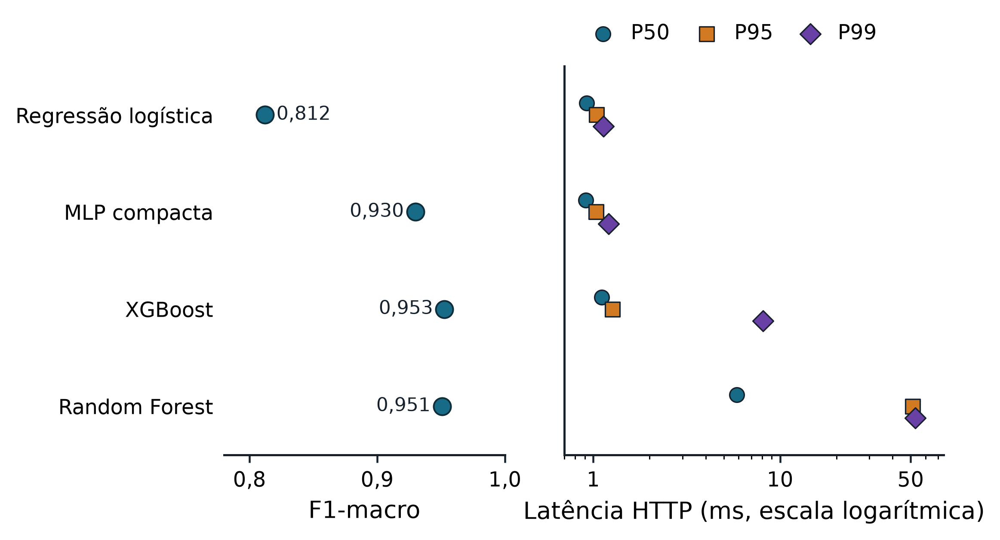 P50 P95 P99
Regressão logística 0,812
MLP compacta 0,930
XGBoost 0,953
Random Forest 0,951
0,8 0,9 1,0 1 10 50
F1-macro Latência HTTP (ms, escala logarítmica)